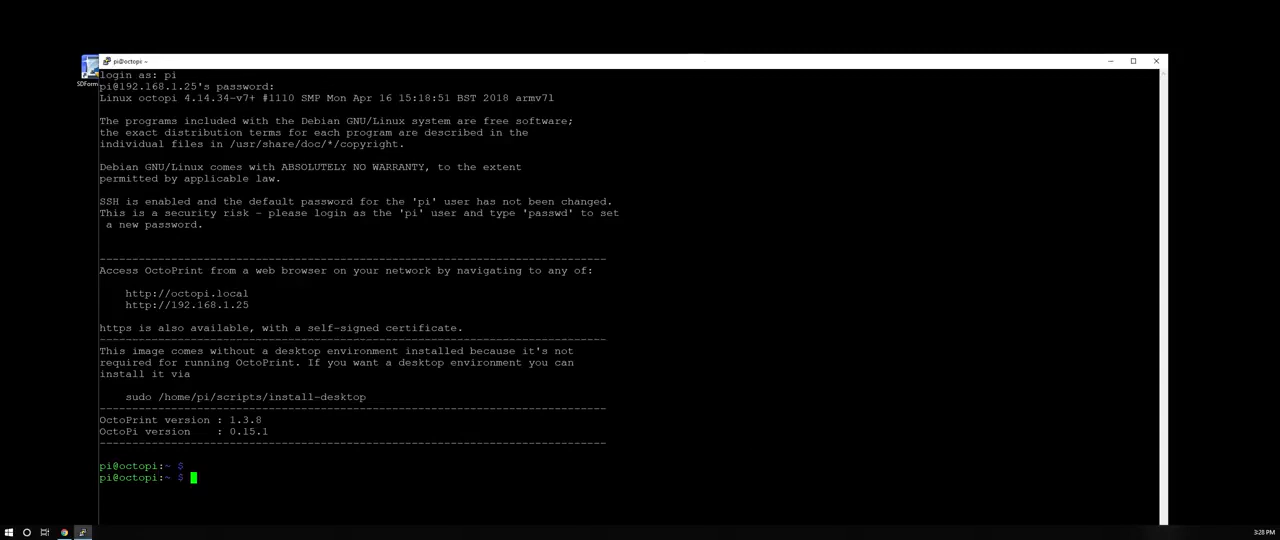 pi@octopi: ~
SDForm
login as: pi
pi@192.168.1.25's password:
Linux octopi 4.14.34-v7+ #1110 SMP Mon Apr 16 15:18:51 BST 2018 armv7l
The programs included with the Debian GNU/Linux system are free software;
the exact distribution terms for each program are described in the
individual files in /usr/share/doc/*/copyright.
Debian GNU/Linux comes with ABSOLUTELY NO WARRANTY, to the extent
permitted by applicable law.
SSH is enabled and the default password for the 'pi' user has not been changed.
This is a security risk - please login as the 'pi' user and type 'passwd' to set
a new password.
------------------------------------------------------------------------------
Access OctoPrint from a web browser on your network by navigating to any of:
http://octopi.local
http://192.168.1.25
https is also available, with a self-signed certificate.
------------------------------------------------------------------------------
This image comes without a desktop environment installed because it's not
required for running OctoPrint. If you want a desktop environment you can
install it via
sudo /home/pi/scripts/install-desktop
------------------------------------------------------------------------------
OctoPrint version : 1.3.8
OctoPi version    : 0.15.1
------------------------------------------------------------------------------
pi@octopi:~ $
pi@octopi:~ $
3:28 PM